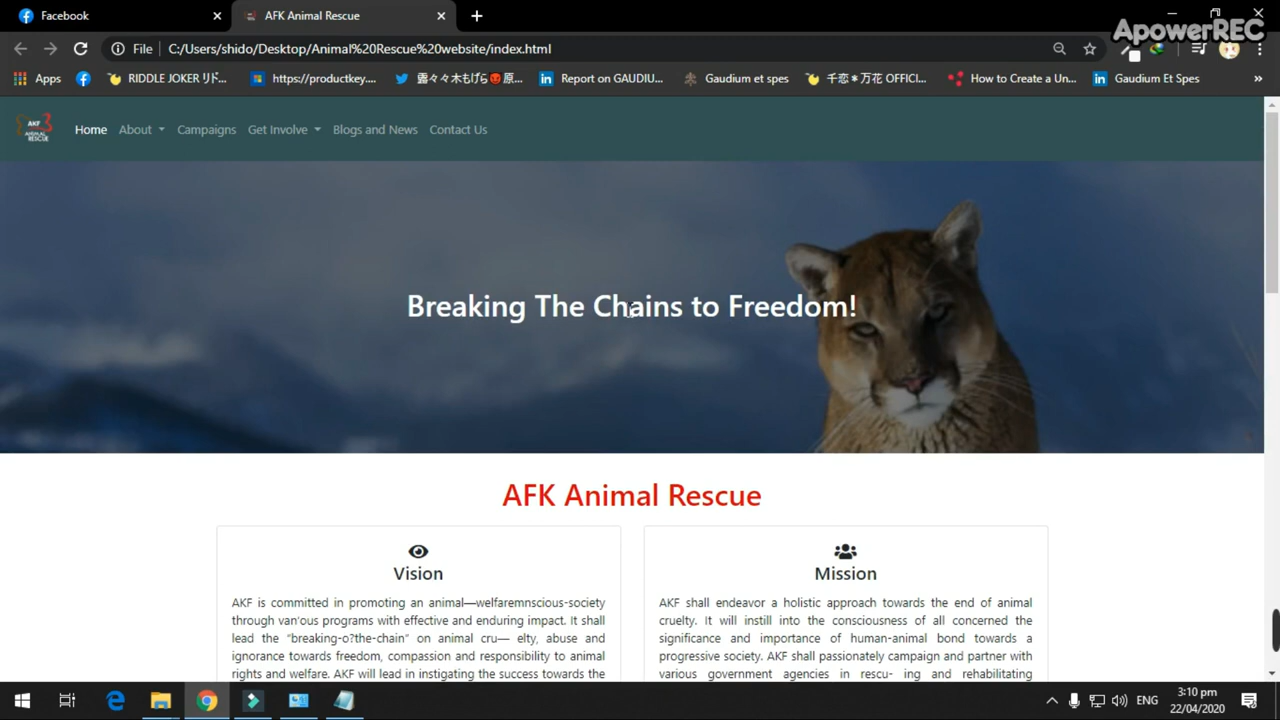 Facebook
AFK Animal Rescue
ApowerREC
File C:/Users/shido/Desktop/Animal%20Rescue%20website/index.html
Apps RIDDLE JOKER リド... https://productkey.... 原... Report on GAUDIU... Gaudium et spes 千恋＊万花 OFFICI... How to Create a Un... Gaudium Et Spes »
AKF ANIMAL RESCUE
Home About Campaigns Get Involve Blogs and News Contact Us
Breaking The Chains to Freedom!
AFK Animal Rescue
Vision
AKF is committed in promoting an animal—welfaremnscious-society
through van'ous programs with effective and enduring impact. It shall
lead the "breaking-o?the-chain" on animal cru— elty, abuse and
ignorance towards freedom, compassion and responsibility to animal
rights and welfare. AKF will lead in instigating the success towards the
Mission
AKF shall endeavor a holistic approach towards the end of animal
cruelty. It will instill into the consciousness of all concerned the
significance and importance of human-animal bond towards a
progressive society. AKF shall passionately campaign and partner with
various government agencies in rescu- ing and rehabilitating
ENG
3:10 pm
22/04/2020